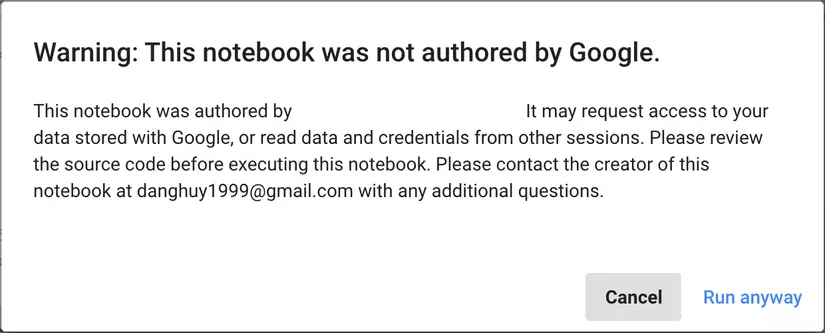 Warning: This notebook was not authored by Google.
This notebook was authored by It may request access to your
data stored with Google, or read data and credentials from other sessions. Please review
the source code before executing this notebook. Please contact the creator of this
notebook at danghuy1999@gmail.com with any additional questions.
Cancel Run anyway